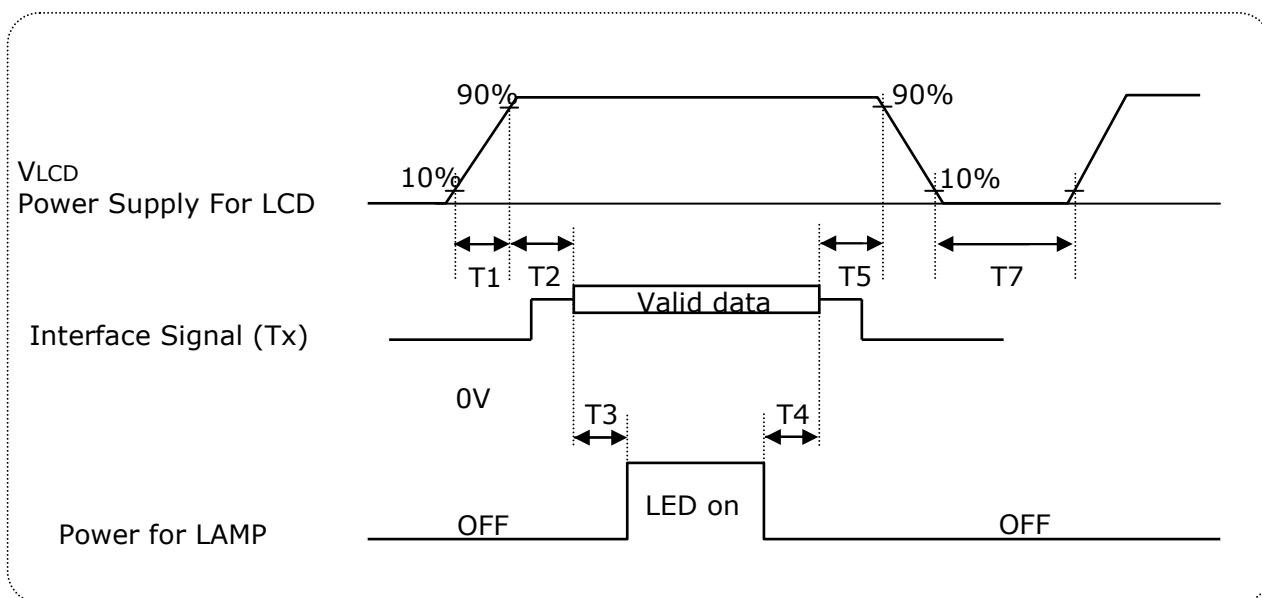 90%
90%
VLCD
10%
10%
Power Supply For LCD
T1
T2
T5
T7
Valid data
Interface Signal (Tx)
0V
T3
T4
LED on
OFF
OFF
Power for LAMP